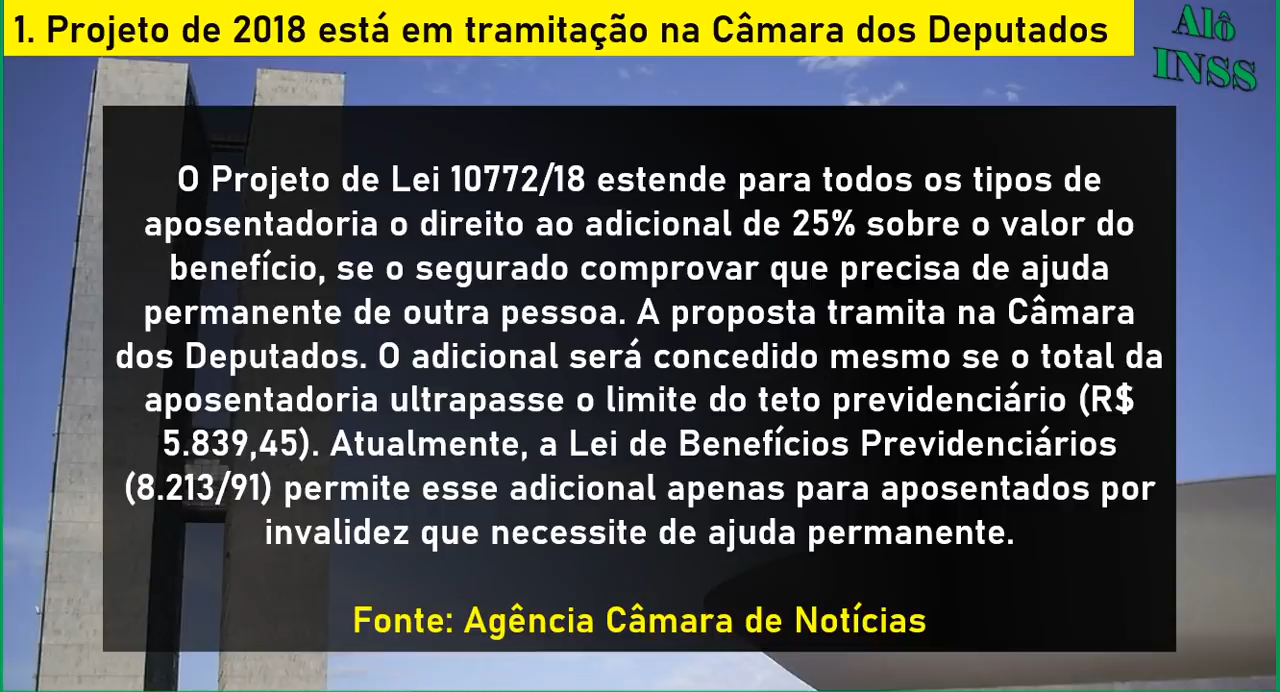 1. Projeto de 2018 está em tramitação na Câmara dos Deputados
Alô
INSS
O Projeto de Lei 10772/18 estende para todos os tipos de
aposentadoria o direito ao adicional de 25% sobre o valor do
benefício, se o segurado comprovar que precisa de ajuda
permanente de outra pessoa. A proposta tramita na Câmara
dos Deputados. O adicional será concedido mesmo se o total da
aposentadoria ultrapasse o limite do teto previdenciário (R$
5.839,45). Atualmente, a Lei de Benefícios Previdenciários
(8.213/91) permite esse adicional apenas para aposentados por
invalidez que necessite de ajuda permanente.
Fonte: Agência Câmara de Notícias